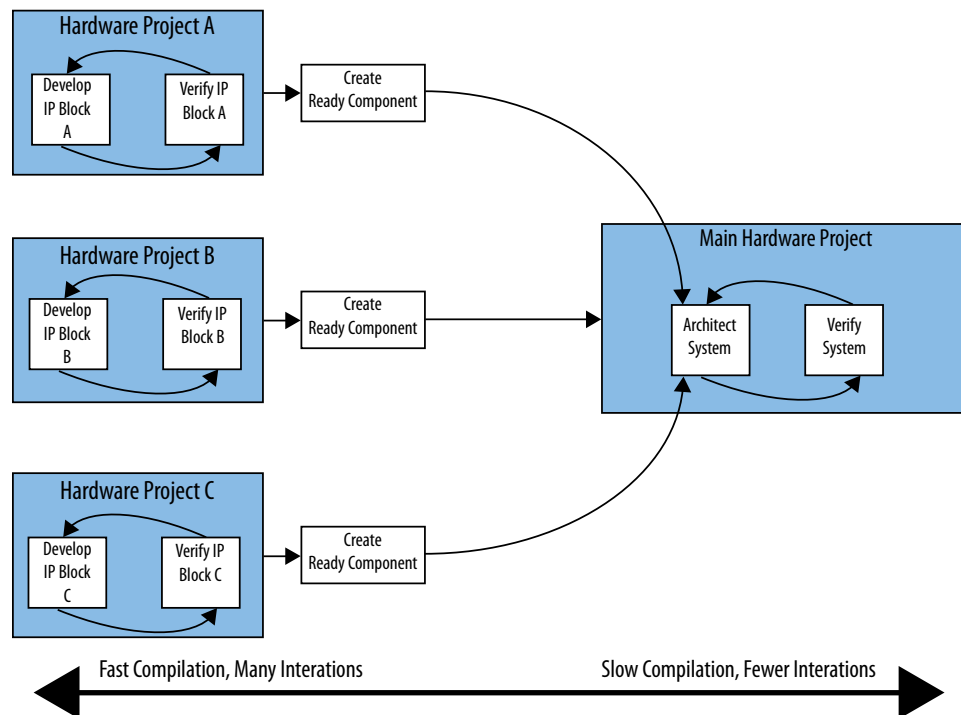 Hardware Project A
Develop
IP Block
A
Verify IP
Block A
Create
Ready Component
Hardware Project B
Develop
IP Block
B
Verify IP
Block B
Create
Ready Component
Main Hardware Project
Architect
System
Verify
System
Hardware Project C
Develop
IP Block
C
Verify IP
Block C
Create
Ready Component
Fast Compilation, Many Interations
Slow Compilation, Fewer Interations